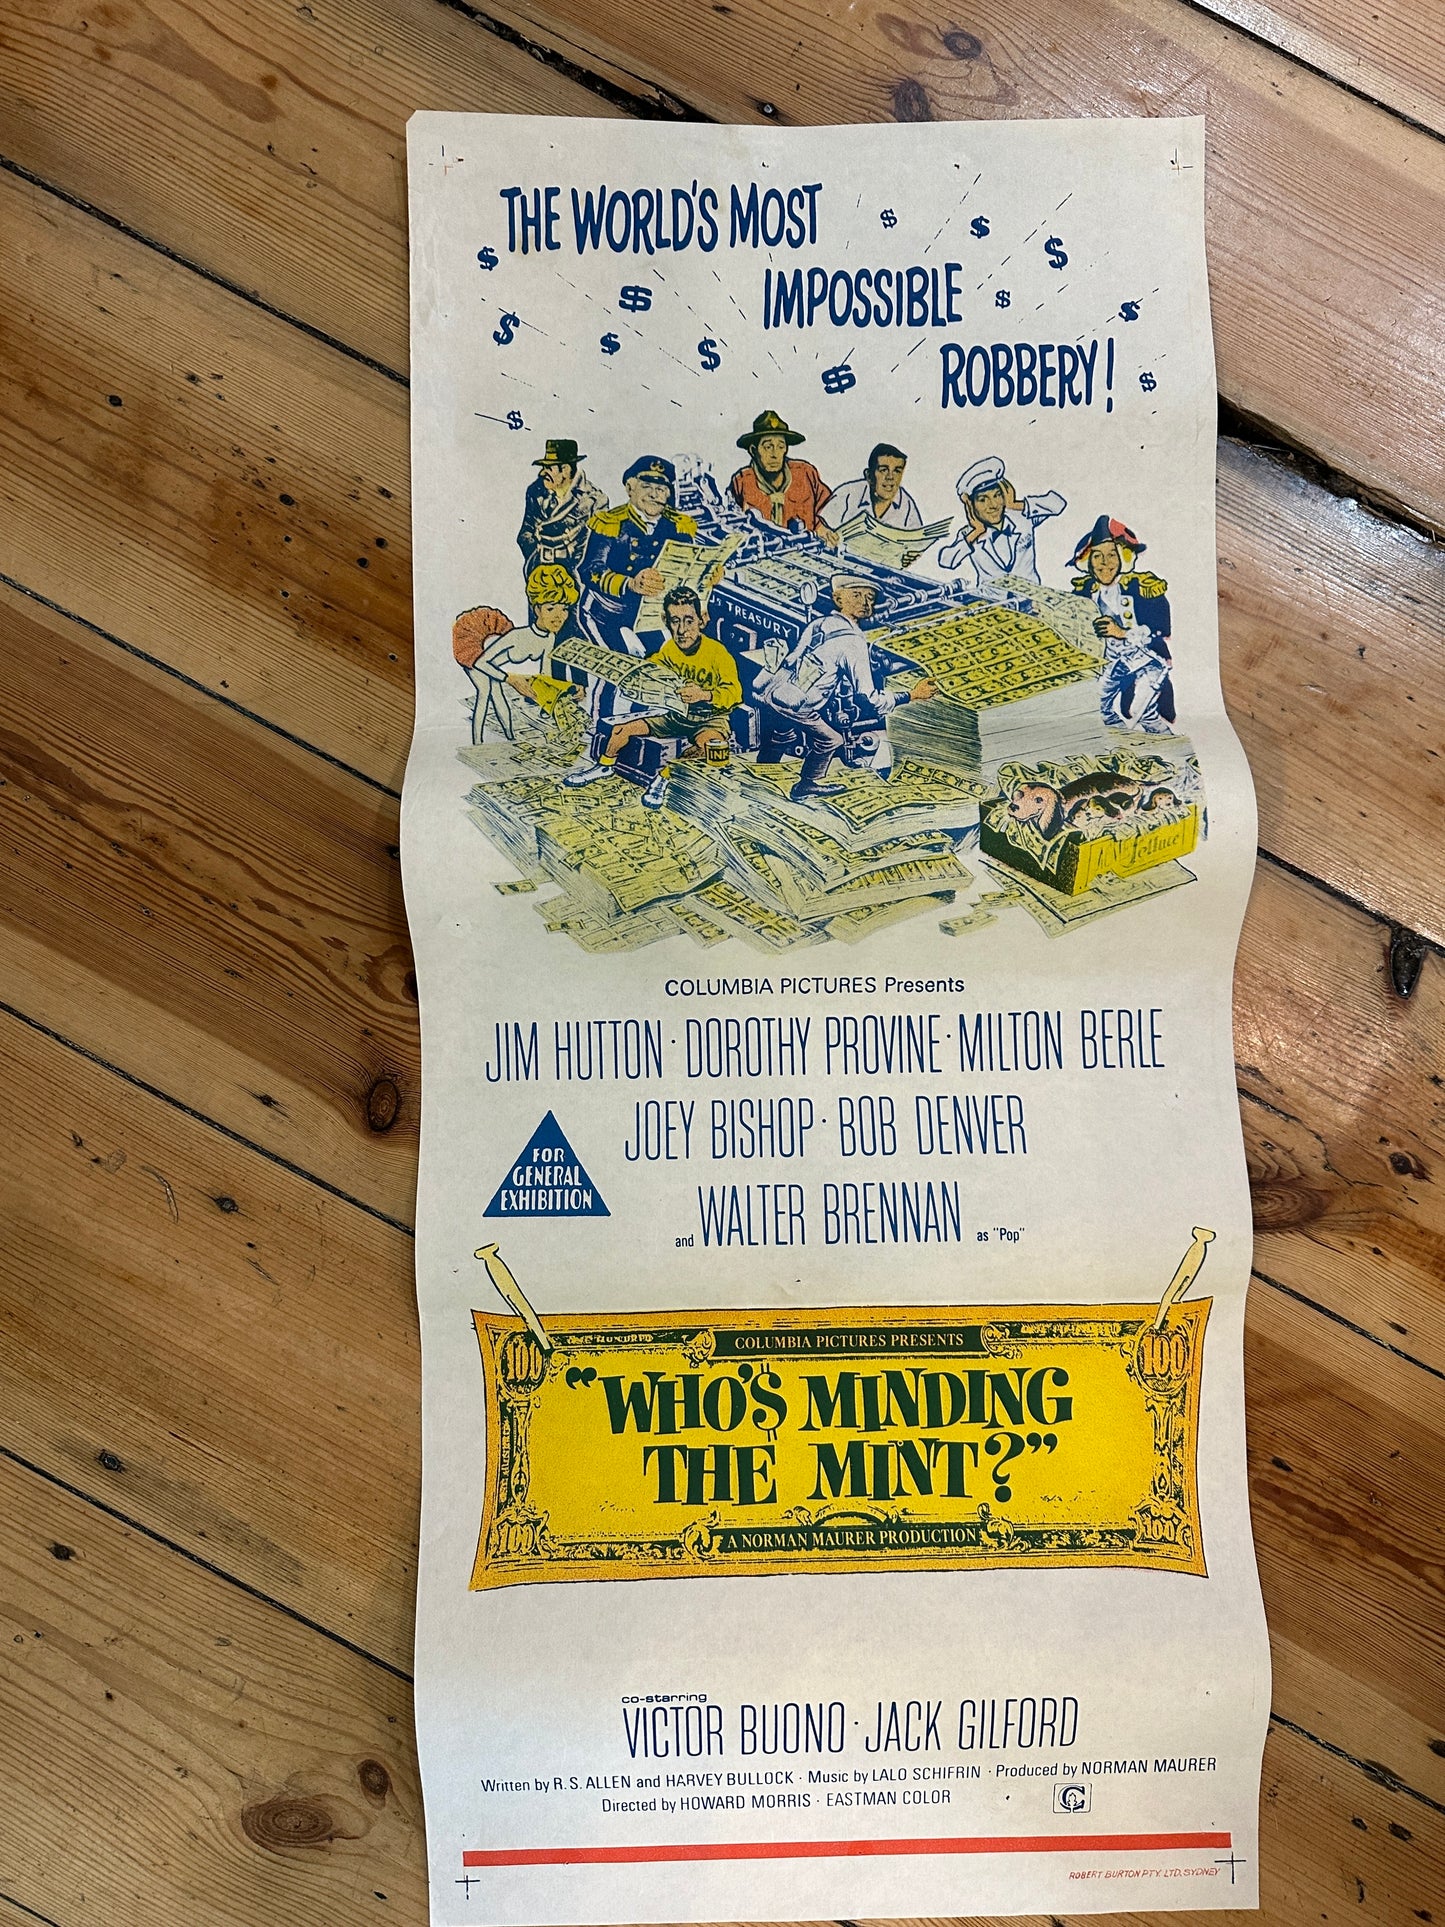 THE WORLD'S MOST
IMPOSSIBLE
ROBBERY!
TREASURY
YMCA
INK
Lettuce
COLUMBIA PICTURES Presents
JIM HUTTON · DOROTHY PROVINE · MILTON BERLE
JOEY BISHOP · BOB DENVER
FOR
GENERAL
EXHIBITION
and WALTER BRENNAN as "Pop"
COLUMBIA PICTURES PRESENTS
100 100
"WHO'$ MINDING
THE MINT?"
100 100
A NORMAN MAURER PRODUCTION
co-starring
VICTOR BUONO · JACK GILFORD
Written by R. S. ALLEN and HARVEY BULLOCK · Music by LALO SCHIFRIN · Produced by NORMAN MAURER
Directed by HOWARD MORRIS · EASTMAN COLOR
ROBERT BURTON PTY. LTD. SYDNEY